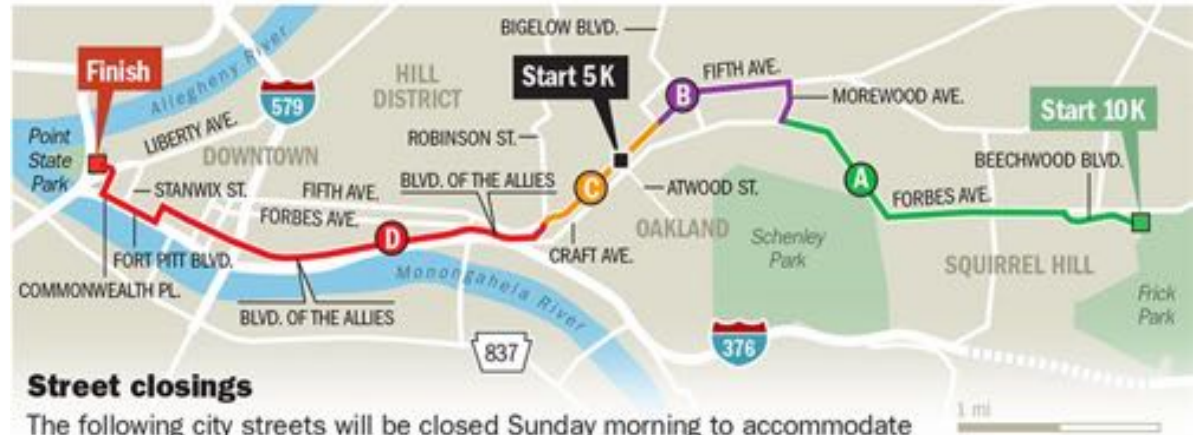 BIGELOW BLVD.
Finish
Allegheny River
579
HILL
DISTRICT
Start 5K
B
FIFTH AVE.
MOREWOOD AVE.
Start 10K
Point
State
Park
LIBERTY AVE.
DOWNTOWN
ROBINSON ST.
BEECHWOOD BLVD.
STANWIX ST.
FIFTH AVE.
BLVD. OF THE ALLIES
C
ATWOOD ST.
A
FORBES AVE.
FORBES AVE.
D
OAKLAND
Schenley
Park
SQUIRREL HILL
FORT PITT BLVD.
CRAFT AVE.
COMMONWEALTH PL.
Monongahela River
BLVD. OF THE ALLIES
Frick
Park
837
376
Street closings
1 mi
The following city streets will be closed Sunday morning to accommodate